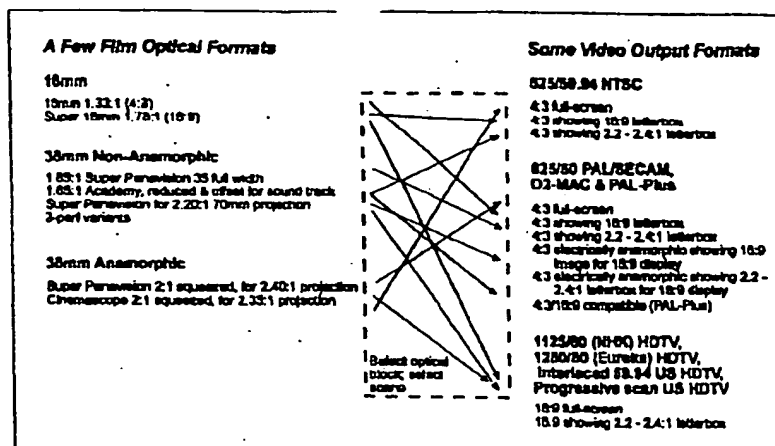 A Few Film Optical Formats
16mm
16mm 1.33:1 (4:3)
Super 16mm 1.78:1 (16:9)
35mm Non-Anamorphic
1.85:1 Super Panavision 35 full width
1.85:1 Academy, reduced & offset for sound track
Super Panavision for 2.20:1 70mm projection
3-perf variants
35mm Anamorphic
Super Panavision 2:1 squeezed, for 2.40:1 projection
Cinemascope 2:1 squeezed, for 2.35:1 projection
Select optical
block; select
Some Video Output Formats
525/59.94 NTSC
4:3 full-screen
4:3 showing 16:9 letterbox
4:3 showing 2.2 - 2.4:1 letterbox
625/50 PAL/SECAM,
D2-MAC & PAL-Plus
4:3 full-screen
4:3 showing 16:9 letterbox
4:3 showing 2.2 - 2.4:1 letterbox
4:3 electrically anamorphic showing 16:9
image for 16:9 display
4:3 electrically anamorphic showing 2.2 -
2.4:1 letterbox for 16:9 display
4:3/16:9 compatible (PAL-Plus)
1125/60 (NHK) HDTV,
1250/50 (Eureka) HDTV,
Interlaced 59.94 US HDTV,
Progressive scan US HDTV
16:9 full-screen
16:9 showing 2.2 - 2.4:1 letterbox